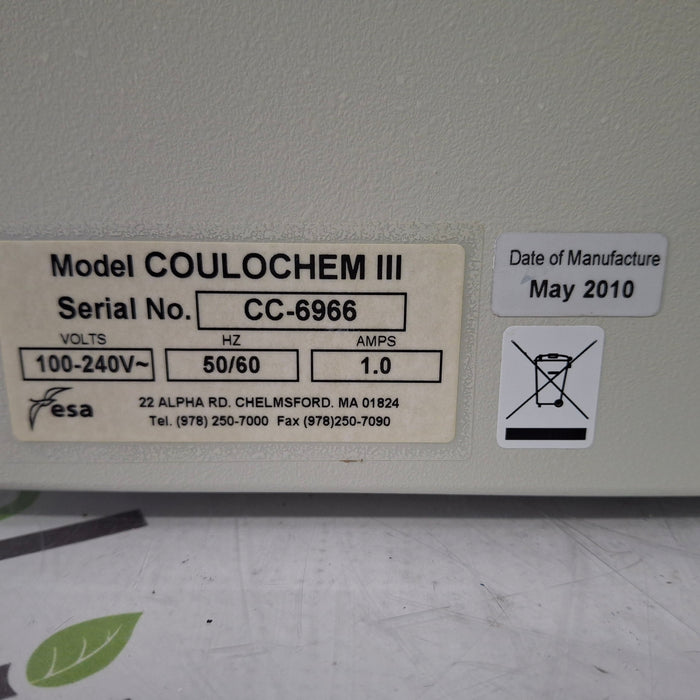 Model COULOCHEM III
Serial No. CC-6966
VOLTS HZ AMPS
100-240V~ 50/60 1.0
esa
22 ALPHA RD. CHELMSFORD. MA 01824
Tel. (978) 250-7000 Fax (978)250-7090
Date of Manufacture
May 2010